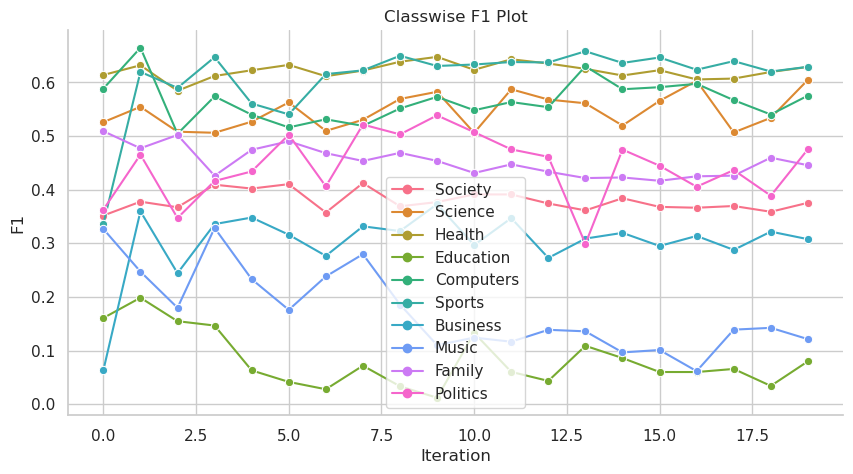 Classwise F1 Plot
F1
0.6
0.5
0.4
0.3
0.2
0.1
0.0
Society
Science
Health
Education
Computers
Sports
Business
Music
Family
Politics
0.0 2.5 5.0 7.5 10.0 12.5 15.0 17.5
Iteration